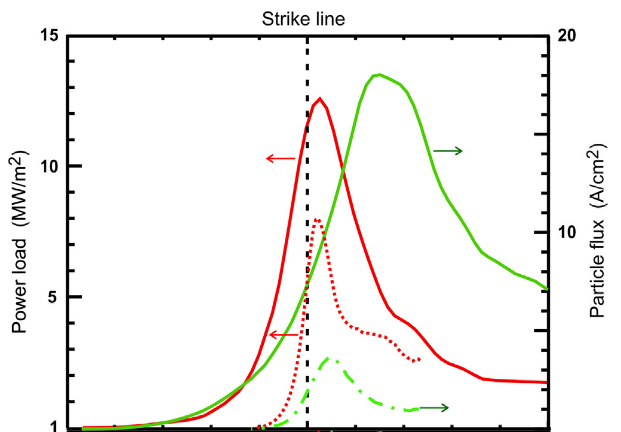 Strike line
15
10
5
1
Power load (MW/m²)
20
10
Particle flux (A/cm²)